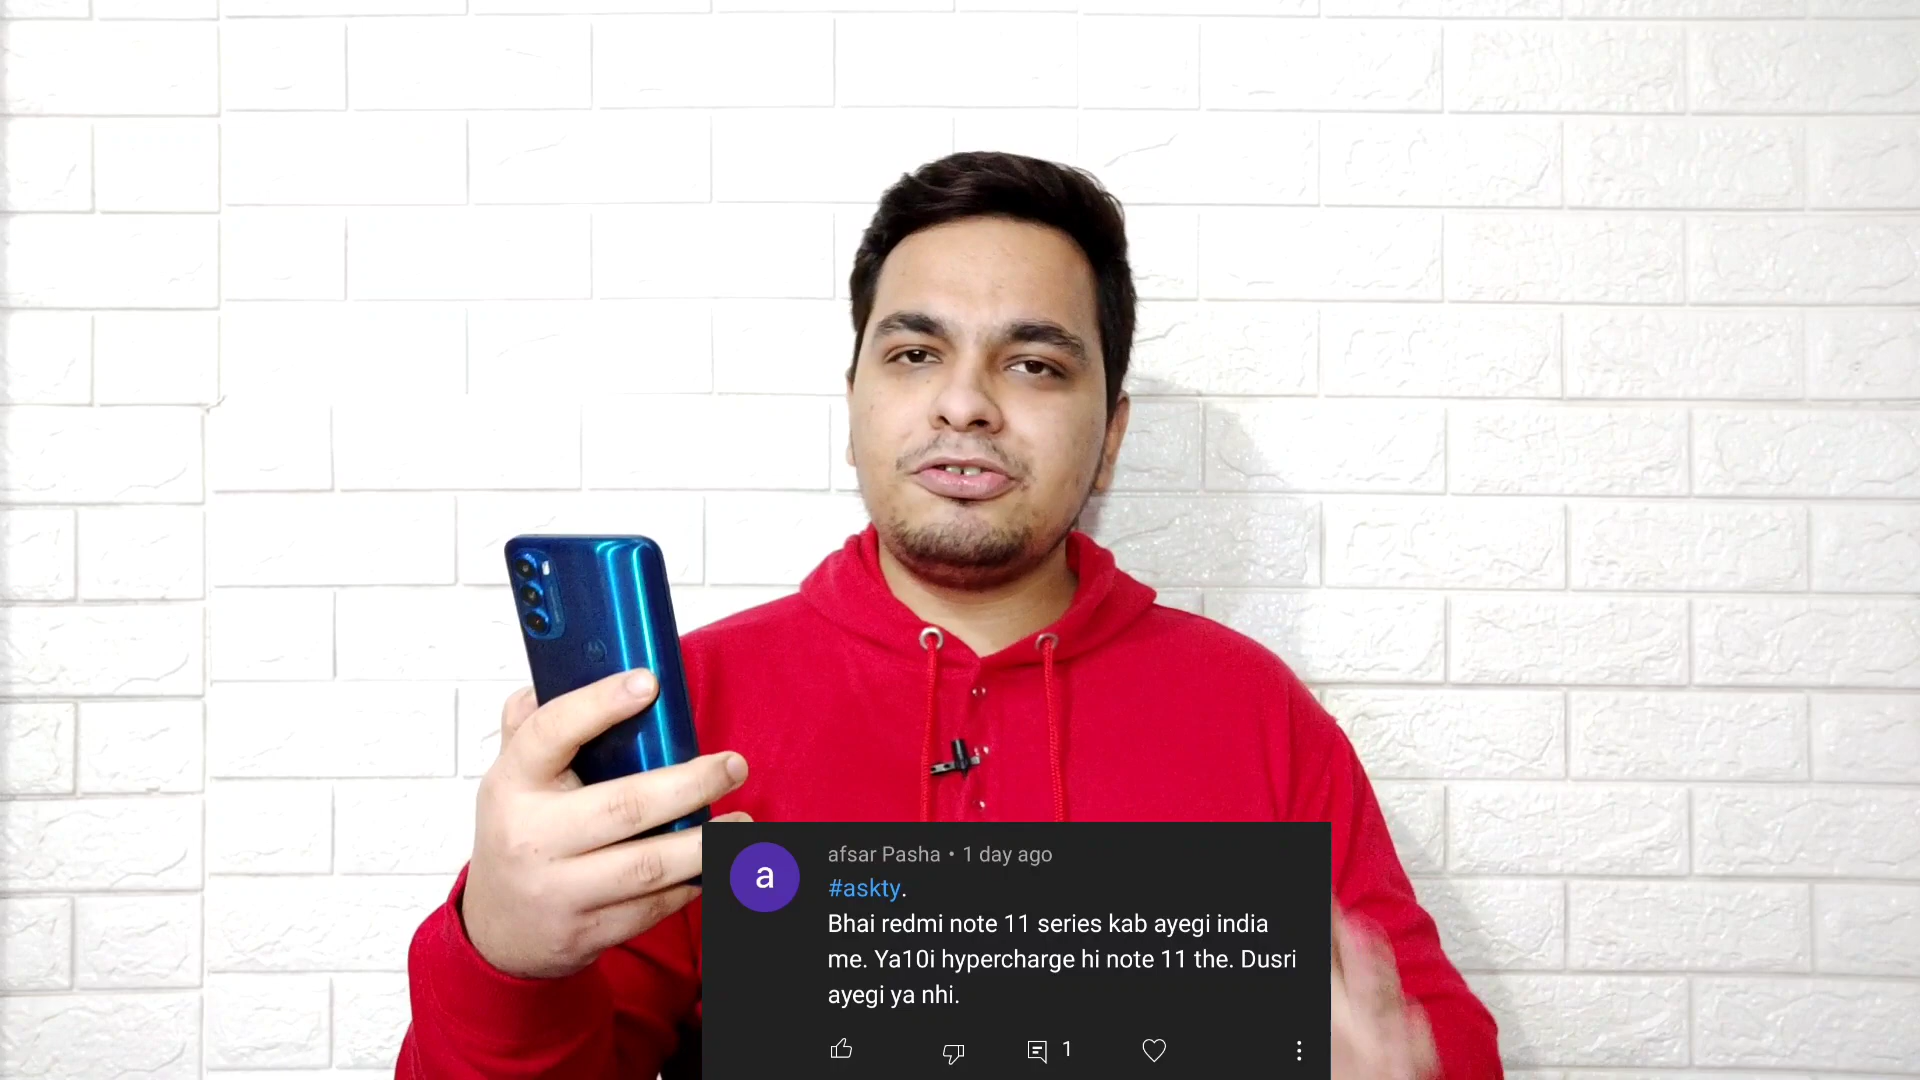 a
afsar Pasha • 1 day ago
#askty.
Bhai redmi note 11 series kab ayegi india
me. Ya10i hypercharge hi note 11 the. Dusri
ayegi ya nhi.
1